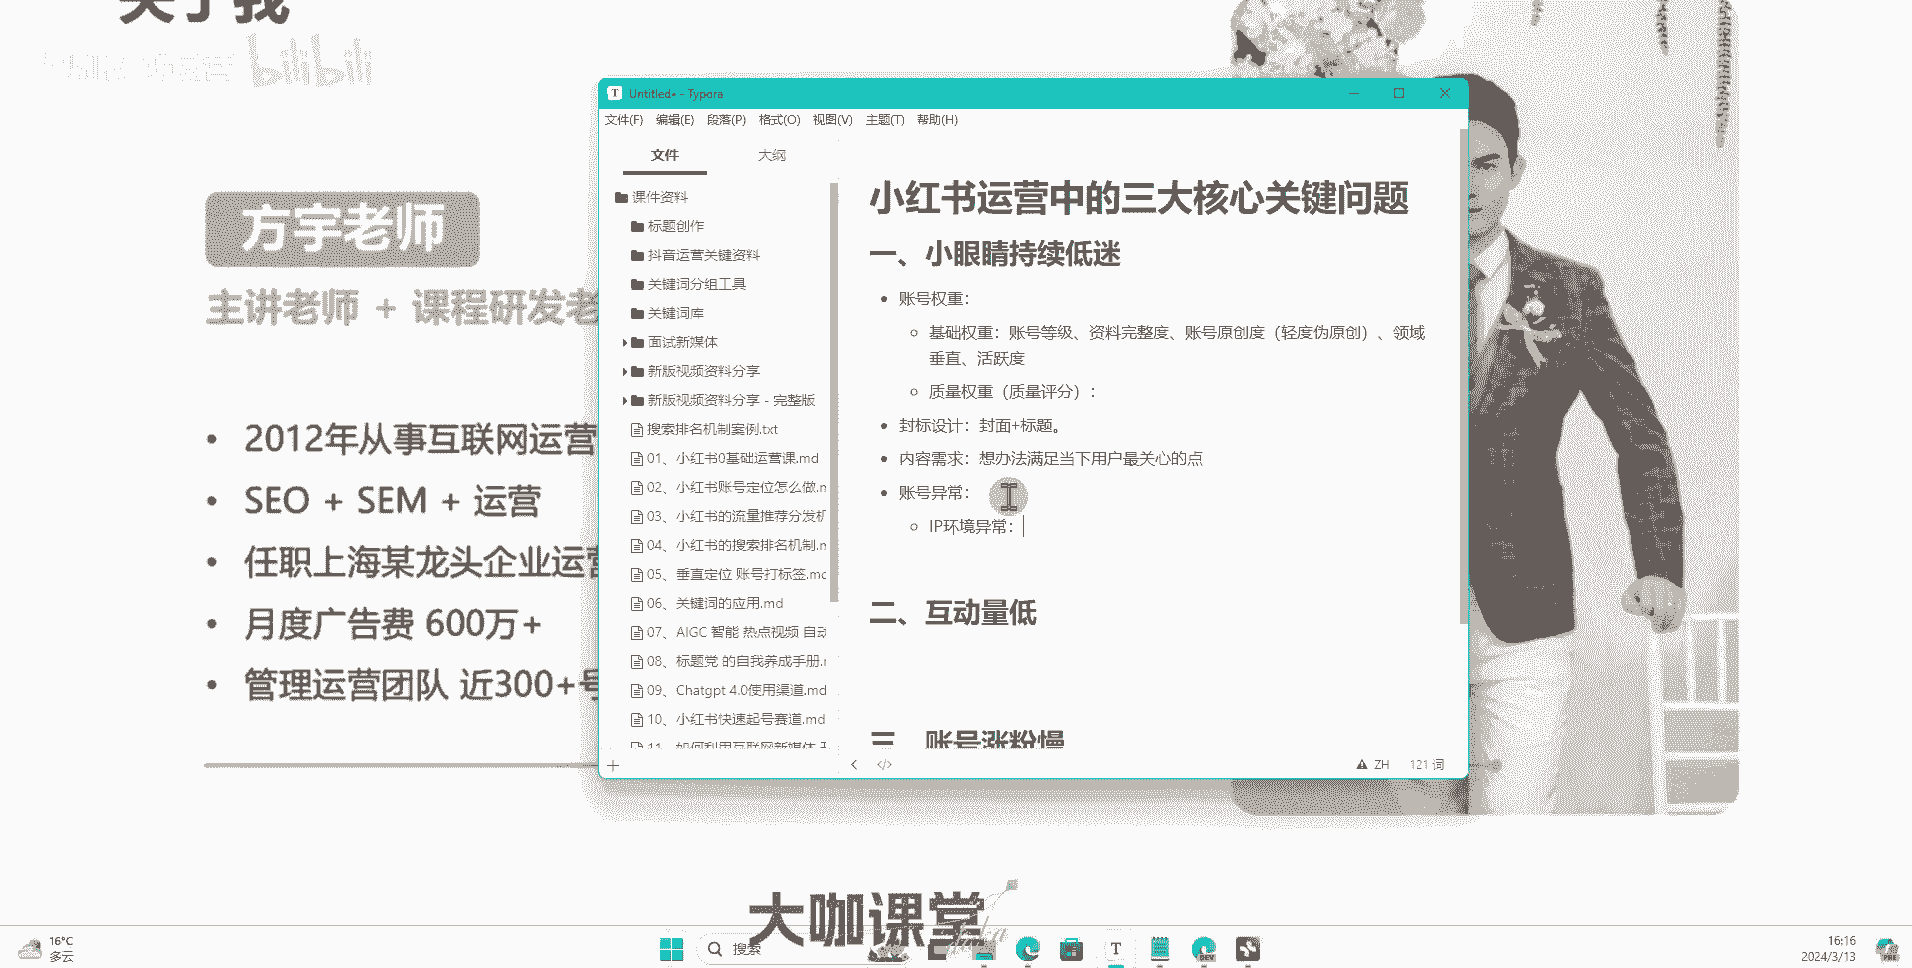 关于我
bilibili
方宇老师
主讲老师 + 课程研发老
• 2012年从事互联网运营
• SEO + SEM + 运营
• 任职上海某龙头企业运营
• 月度广告费 600万+
• 管理运营团队 近300+号
Untitled• - Typora
文件(F) 编辑(E) 段落(P) 格式(O) 视图(V) 主题(T) 帮助(H)
文件 大纲
课件资料
标题创作
抖音运营关键资料
关键词分组工具
关键词库
面试新媒体
新版视频资料分享
新版视频资料分享 - 完整版
搜索排名机制案例.txt
01、小红书0基础运营课.md
02、小红书账号定位怎么做.m
03、小红书的流量推荐分发机
04、小红书的搜索排名机制.m
05、垂直定位 账号打标签.md
06、关键词的应用.md
07、AIGC 智能 热点视频 自动
08、标题党 的自我养成手册.m
09、Chatgpt 4.0使用渠道.md
10、小红书快速起号赛道.md
11、如何利用互联网新媒体
小红书运营中的三大核心关键问题
一、小眼睛持续低迷
• 账号权重：
基础权重：账号等级、资料完整度、账号原创度（轻度伪原创）、领域
垂直、活跃度
质量权重（质量评分）：
• 封标设计：封面+标题。
• 内容需求：想办法满足当下用户最关心的点
• 账号异常：
IP环境异常：
二、互动量低
三、账号涨粉慢
ZH 121 词
大咖课堂
16°C
多云
搜索
T
DEV
16:16
2024/3/13
PRE